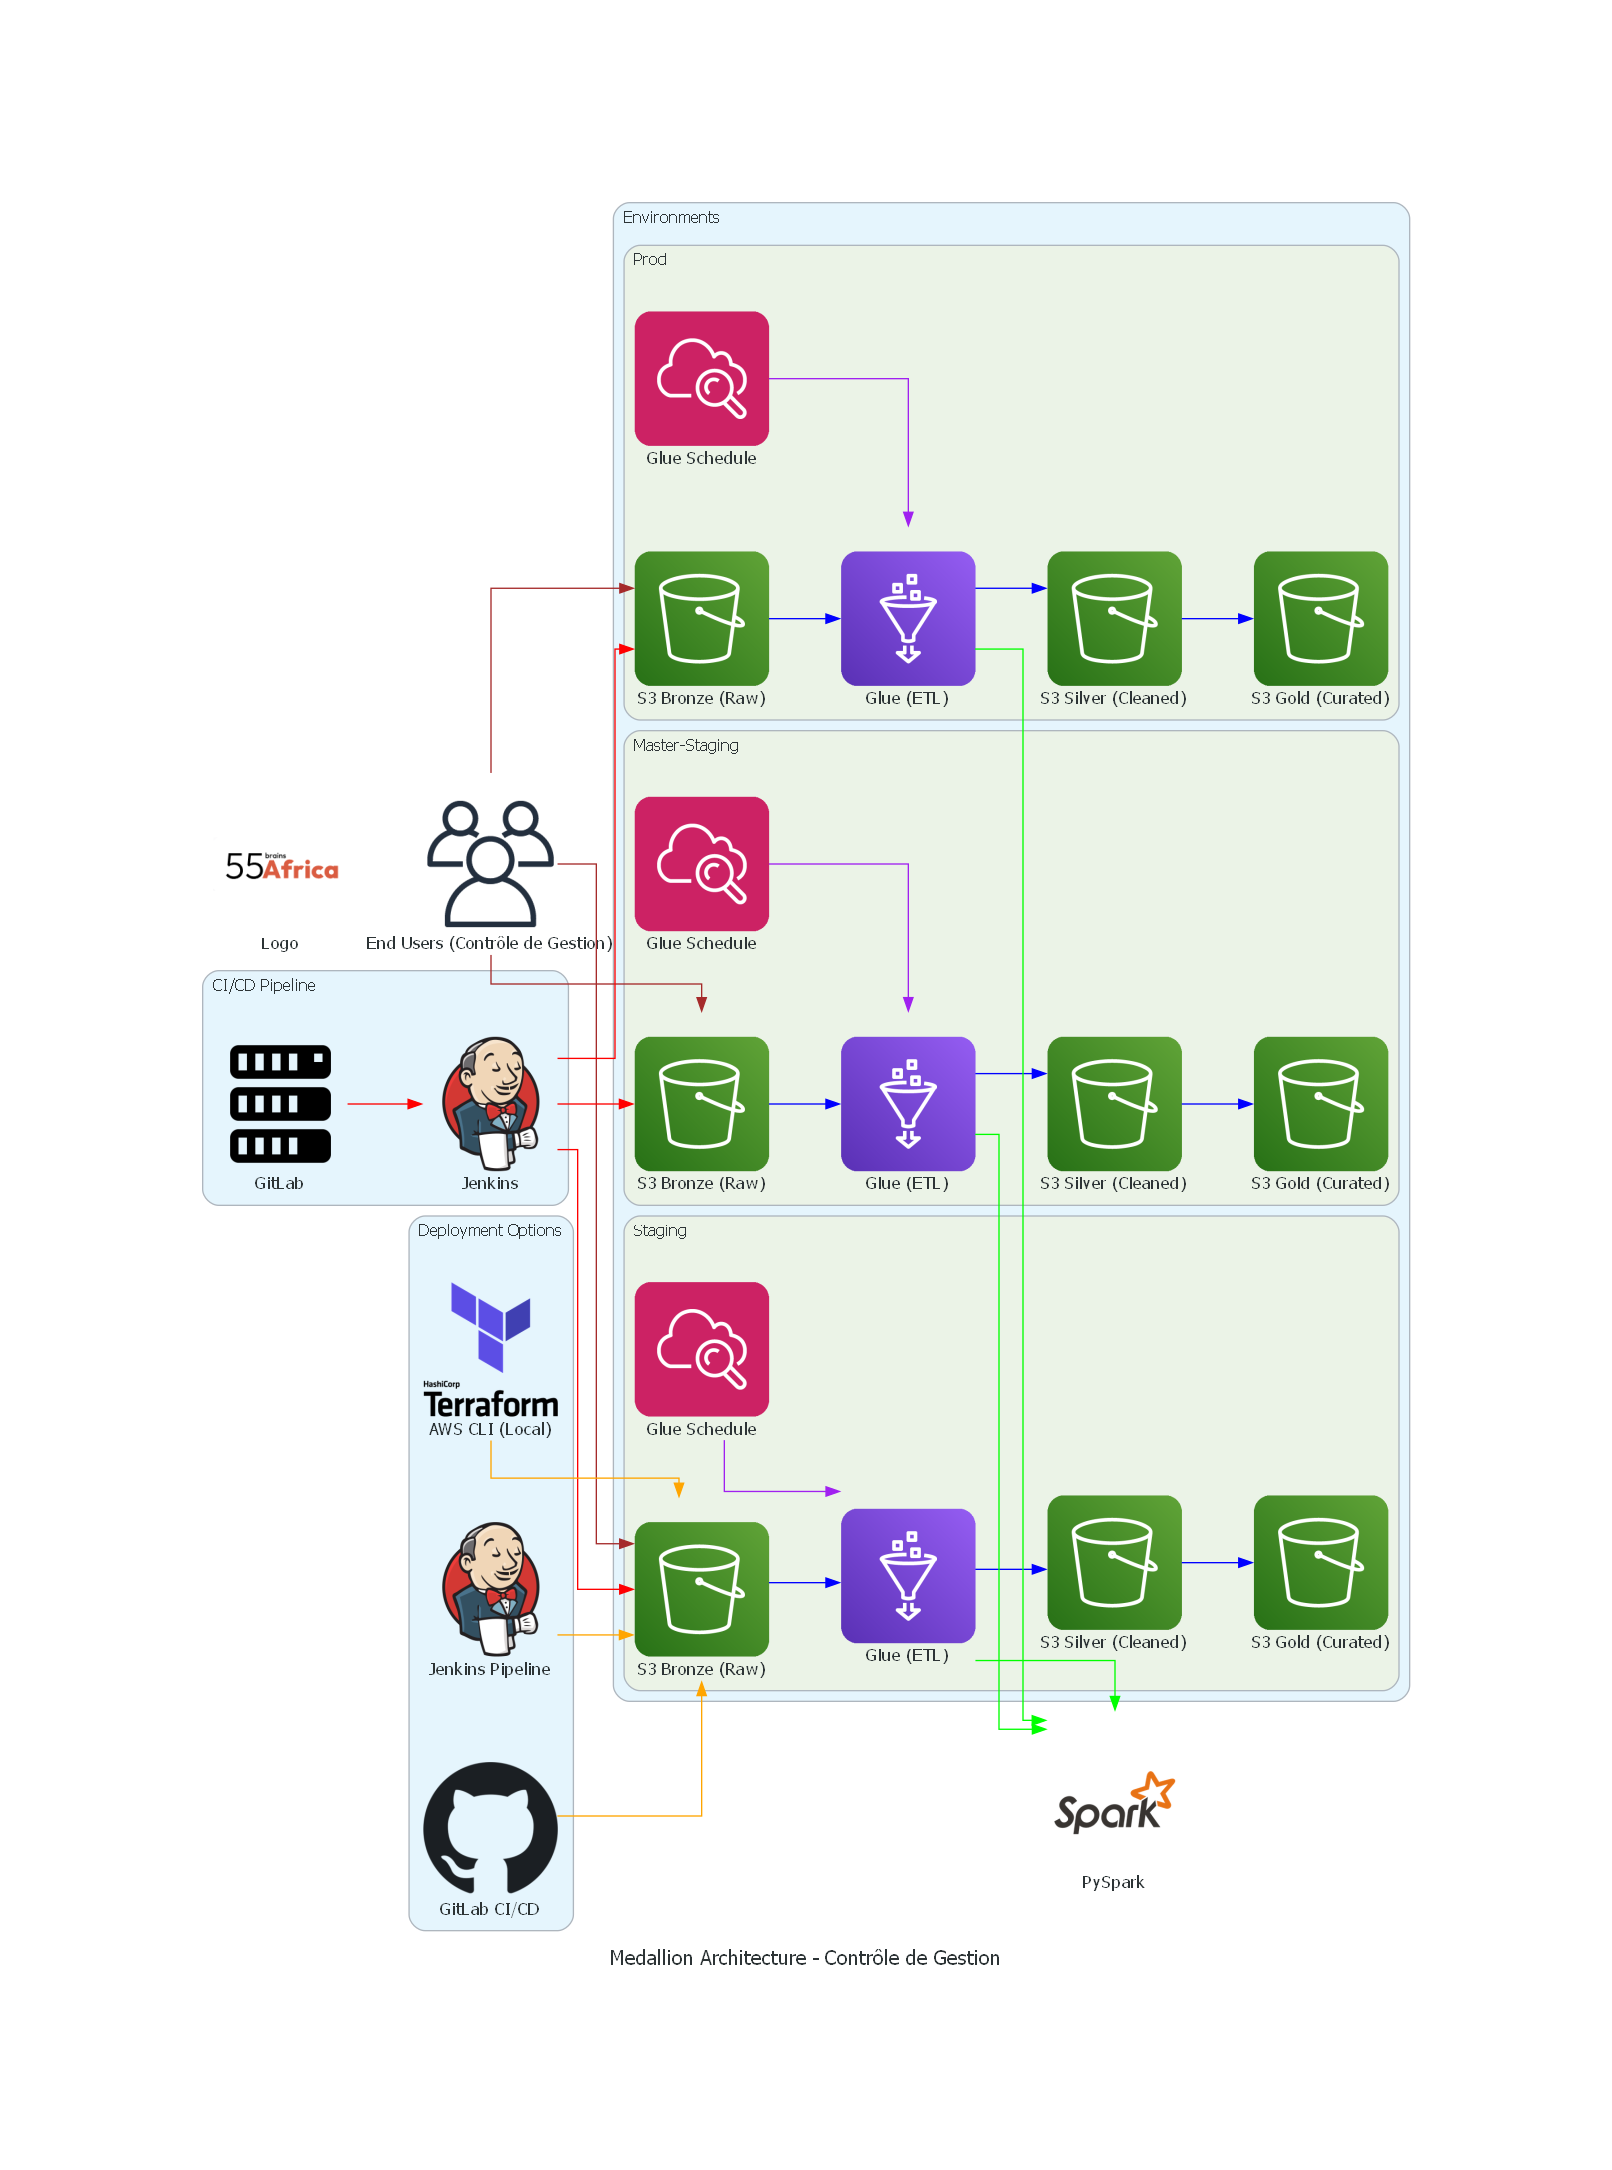 Environments
Prod
Glue Schedule
S3 Bronze (Raw)
Glue (ETL)
S3 Silver (Cleaned)
S3 Gold (Curated)
Master-Staging
Glue Schedule
55
brains
Africa
Logo
End Users (Contrôle de Gestion)
CI/CD Pipeline
GitLab
Jenkins
S3 Bronze (Raw)
Glue (ETL)
S3 Silver (Cleaned)
S3 Gold (Curated)
Deployment Options
Staging
HashiCorp
Terraform
AWS CLI (Local)
Glue Schedule
Jenkins Pipeline
S3 Bronze (Raw)
Glue (ETL)
S3 Silver (Cleaned)
S3 Gold (Curated)
Spark
PySpark
GitLab CI/CD
Medallion Architecture - Contrôle de Gestion